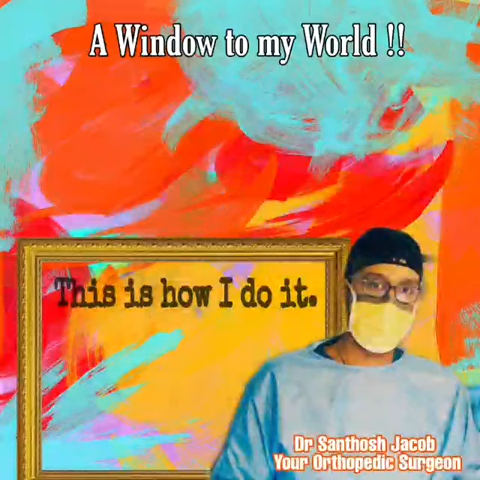 A Window to my World !!
This is how I do it.
Dr Santhosh Jacob
Your Orthopedic Surgeon